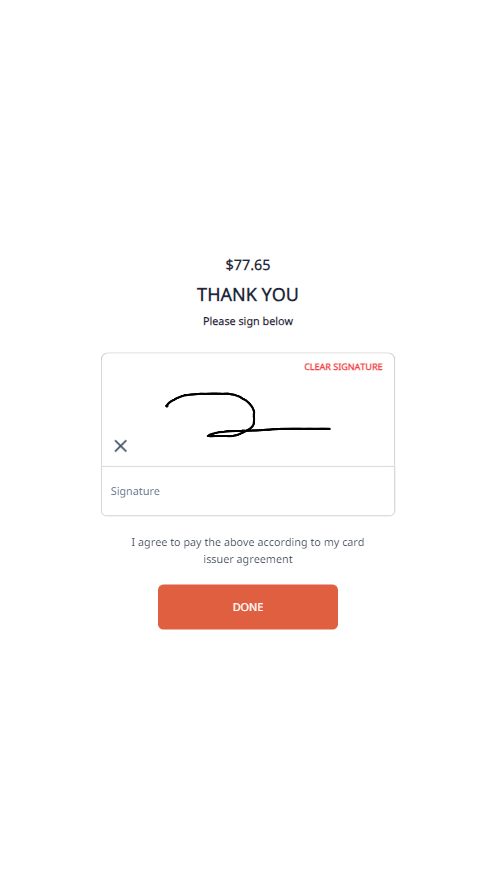 $77.65
THANK YOU
Please sign below
CLEAR SIGNATURE
Signature
I agree to pay the above according to my card
issuer agreement
DONE